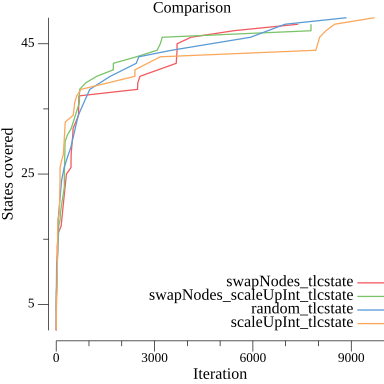 Comparison
States covered
45
25
5
swapNodes_tlcstate
swapNodes_scaleUpInt_tlcstate
random_tlcstate
scaleUpInt_tlcstate
0 3000 6000 9000
Iteration